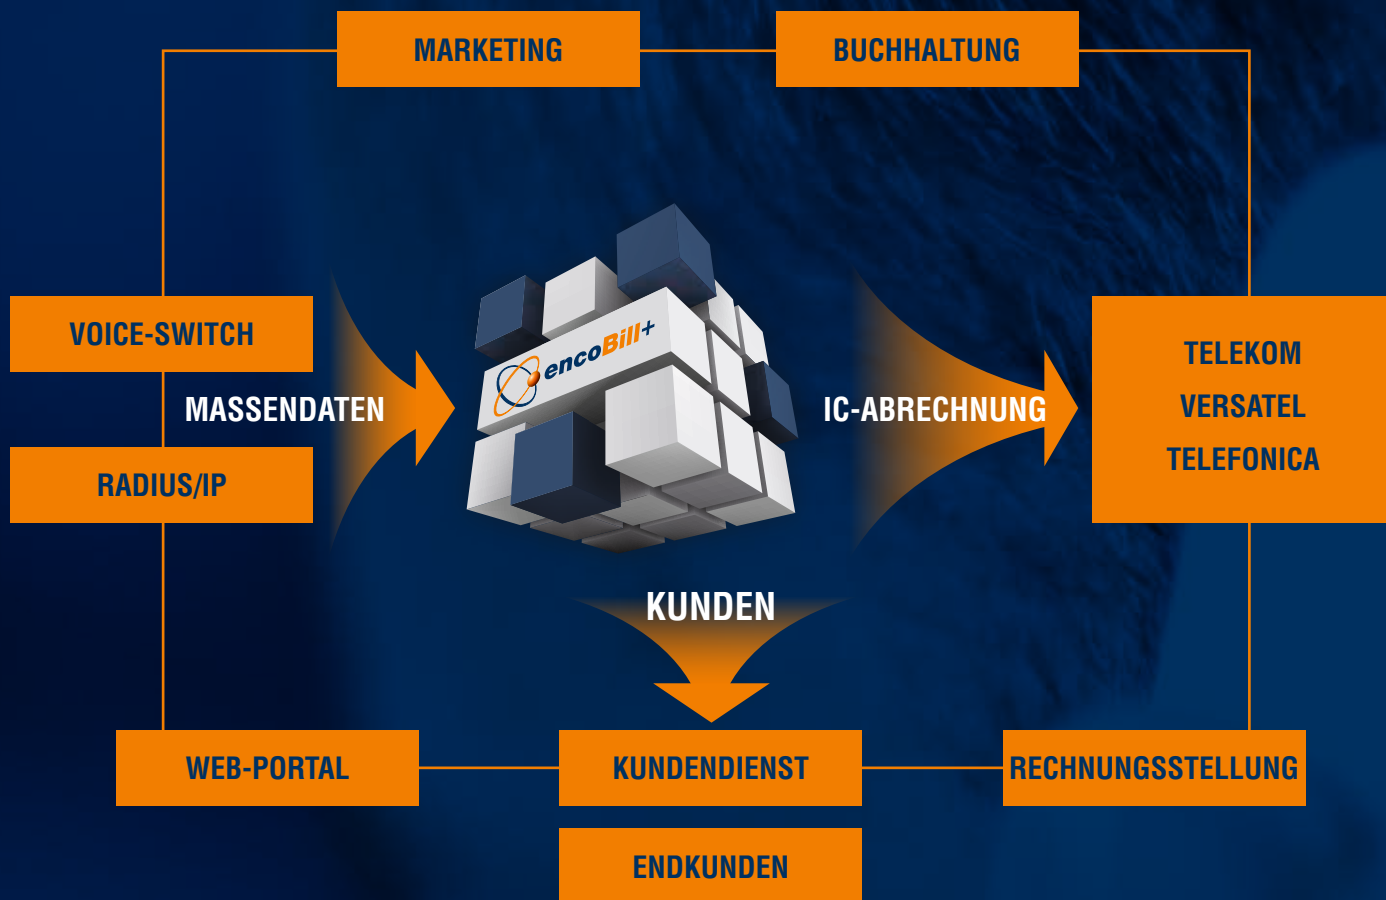 MARKETING
BUCHHALTUNG
VOICE-SWITCH
encoBill+
MASSENDATEN
IC-ABRECHNUNG
TELEKOM
VERSATEL
TELEFONICA
RADIUS/IP
KUNDEN
WEB-PORTAL
KUNDENDIENST
RECHNUNGSSTELLUNG
ENDKUNDEN